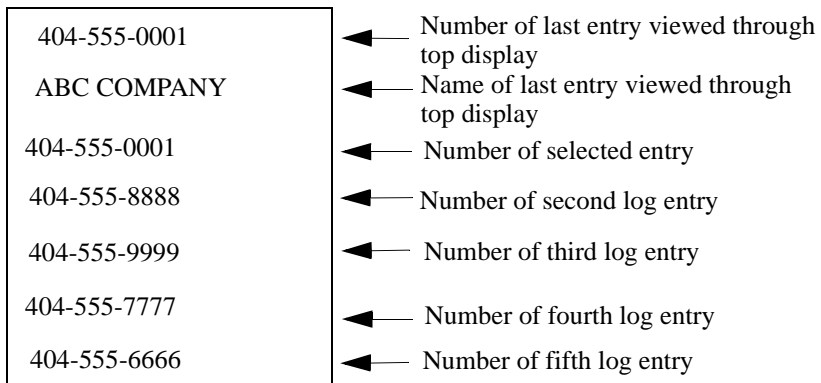 404-555-0001
Number of last entry viewed through
top display
ABC COMPANY
Name of last entry viewed through
top display
404-555-0001
Number of selected entry
404-555-8888
Number of second log entry
404-555-9999
Number of third log entry
404-555-7777
Number of fourth log entry
404-555-6666
Number of fifth log entry